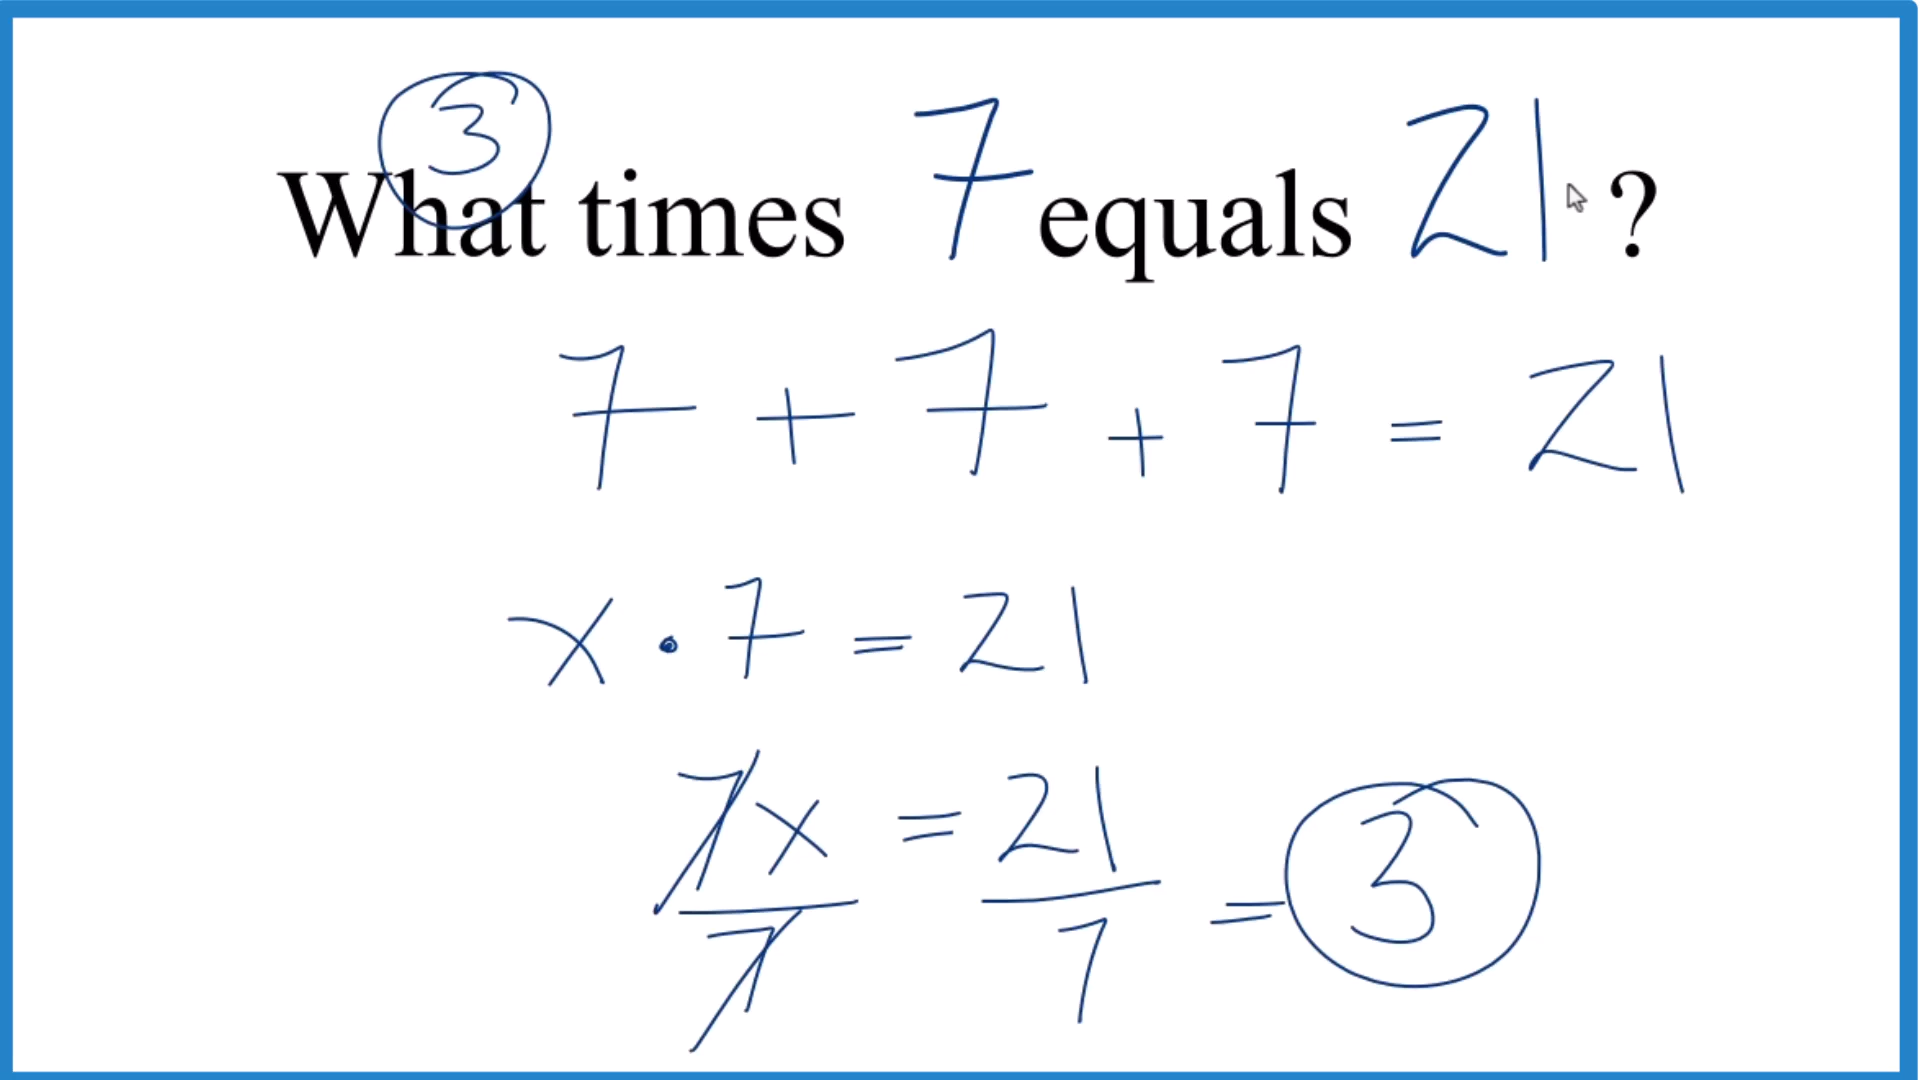 3
What times 7 equals 21 ?
7 + 7 + 7 = 21
x · 7 = 21
7x = 21
7 7 = 3